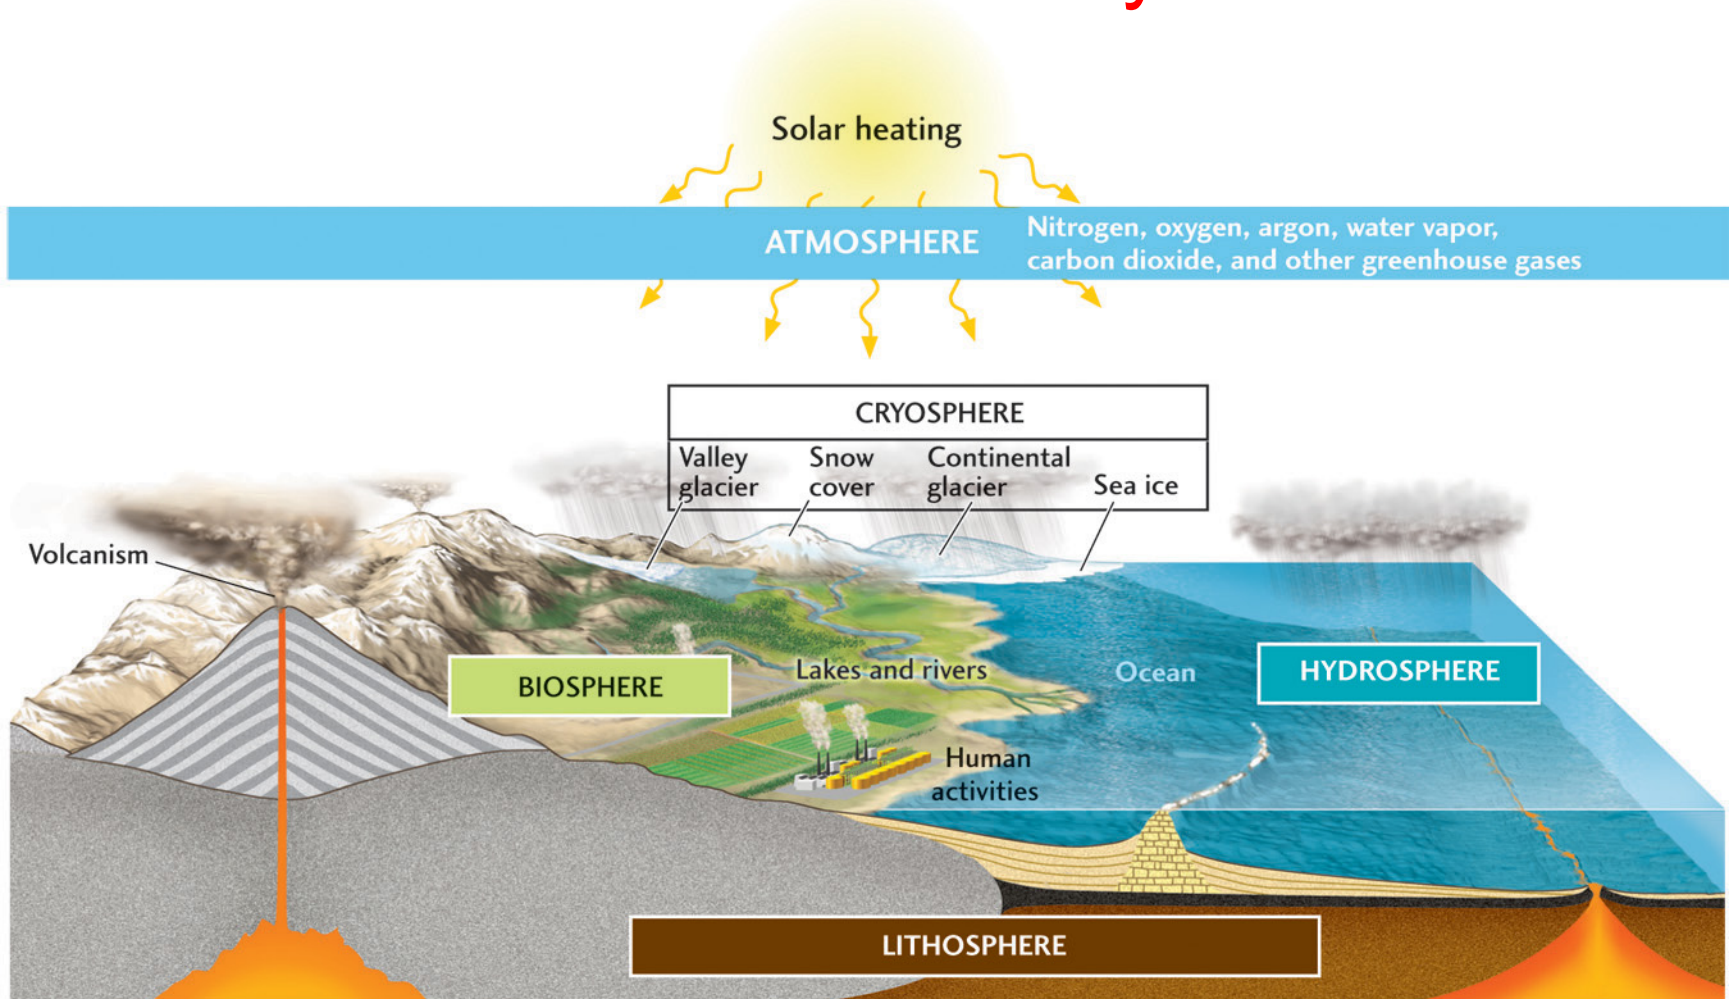 Solar heating
ATMOSPHERE
Nitrogen, oxygen, argon, water vapor,
carbon dioxide, and other greenhouse gases
CRYOSPHERE
Valley
glacier
Snow
cover
Continental
glacier
Sea ice
Volcanism
BIOSPHERE
Lakes and rivers
Ocean
HYDROSPHERE
Human
activities
LITHOSPHERE